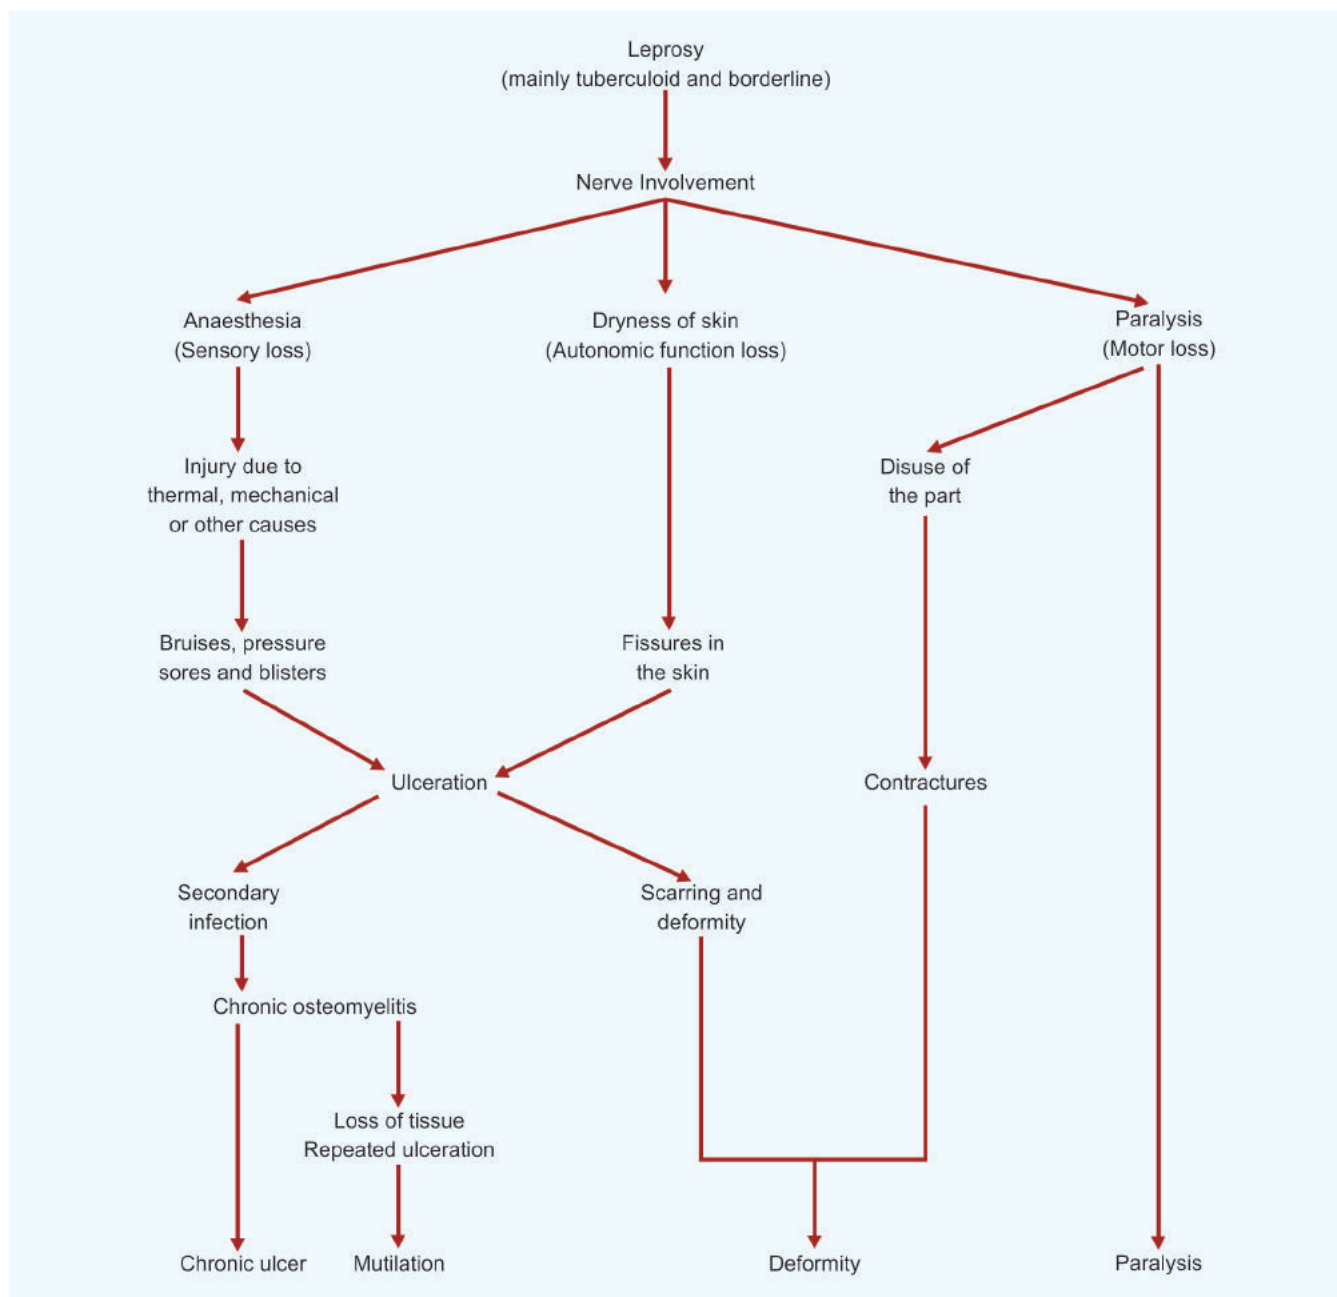 Leprosy
(mainly tuberculoid and borderline)
Nerve Involvement
Anaesthesia
(Sensory loss)
Dryness of skin
(Autonomic function loss)
Paralysis
(Motor loss)
Injury due to
thermal, mechanical
or other causes
Disuse of
the part
Bruises, pressure
sores and blisters
Fissures in
the skin
Ulceration
Contractures
Secondary
infection
Scarring and
deformity
Chronic osteomyelitis
Loss of tissue
Repeated ulceration
Chronic ulcer
Mutilation
Deformity
Paralysis